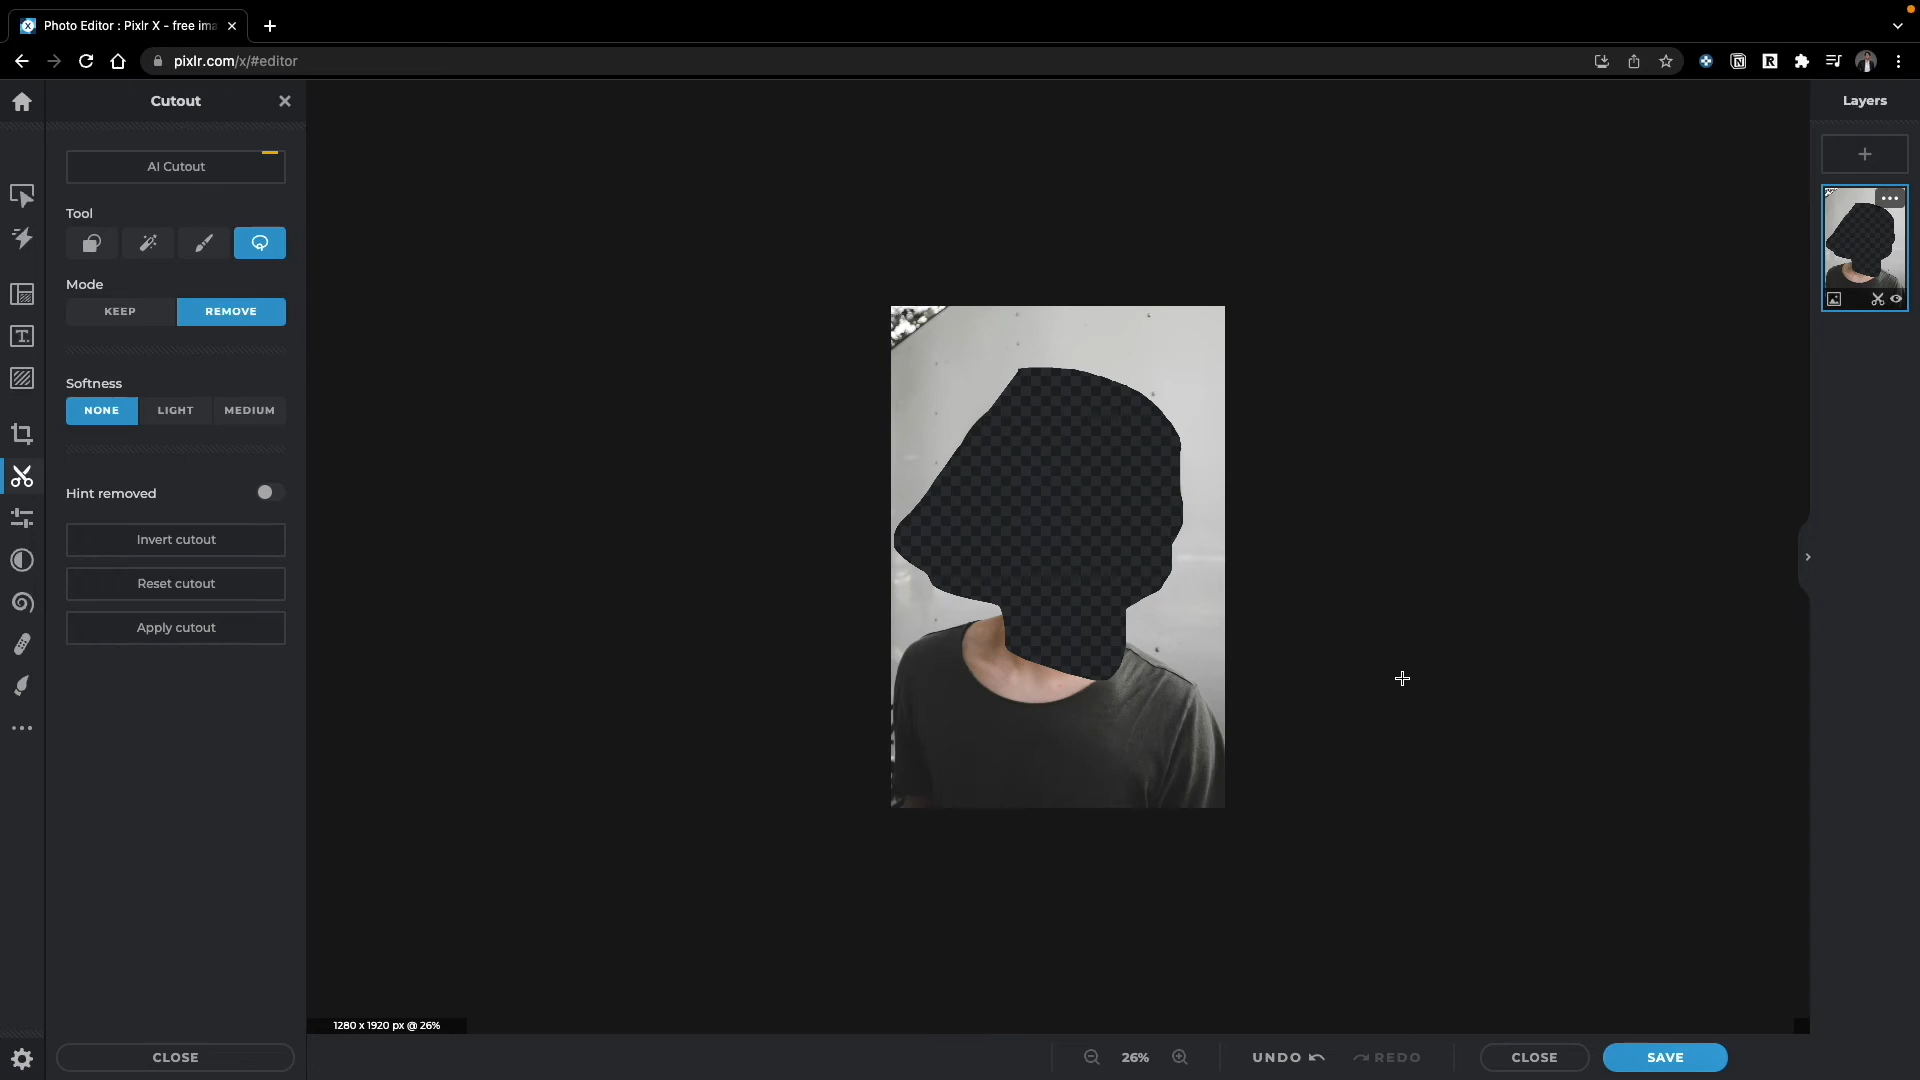 Photo Editor : Pixlr X - free ima
pixlr.com/x/#editor
Cutout
Layers
AI Cutout
Tool
Mode
KEEP
REMOVE
Softness
NONE
LIGHT
MEDIUM
Hint removed
Invert cutout
Reset cutout
Apply cutout
1280 x 1920 px @ 26%
CLOSE
26%
UNDO
REDO
CLOSE
SAVE